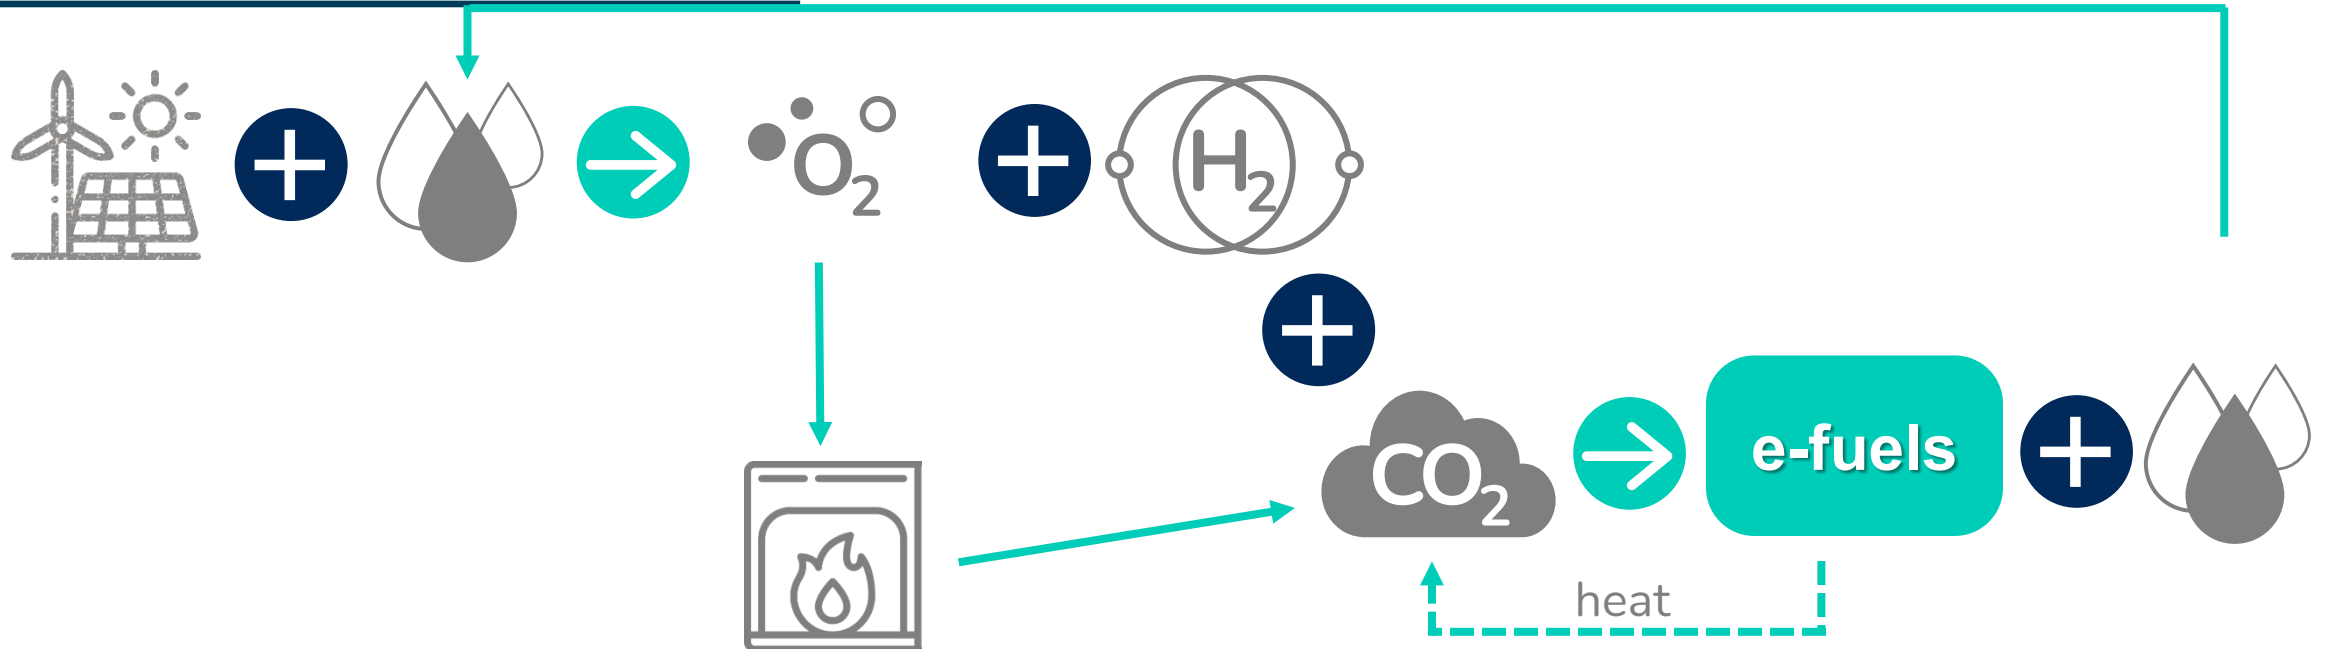 O₂
H₂
CO₂
e-fuels
heat